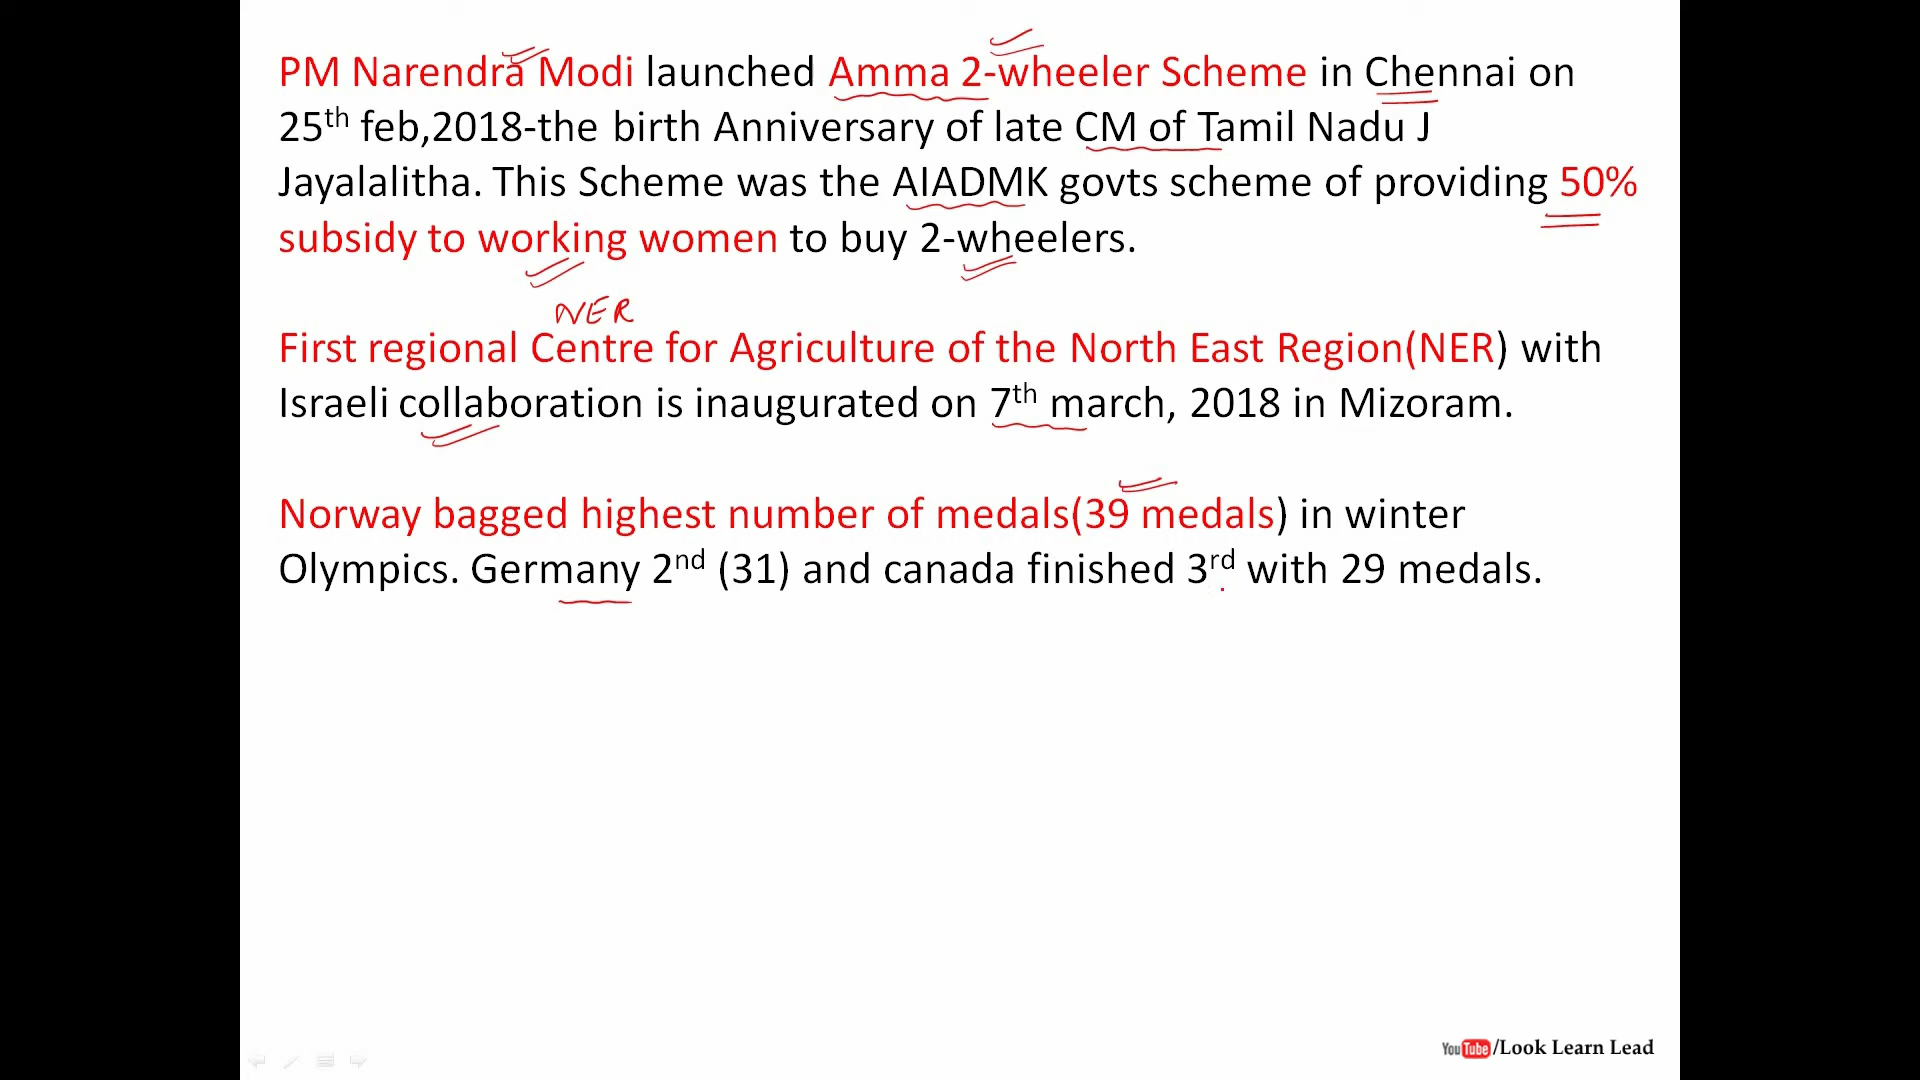 PM Narendra Modi launched Amma 2-wheeler Scheme in Chennai on
25th feb,2018-the birth Anniversary of late CM of Tamil Nadu J
Jayalalitha. This Scheme was the AIADMK govts scheme of providing 50%
subsidy to working women to buy 2-wheelers.
NER
First regional Centre for Agriculture of the North East Region(NER) with
Israeli collaboration is inaugurated on 7th march, 2018 in Mizoram.
Norway bagged highest number of medals(39 medals) in winter
Olympics. Germany 2nd (31) and canada finished 3rd with 29 medals.
YouTube/Look Learn Lead